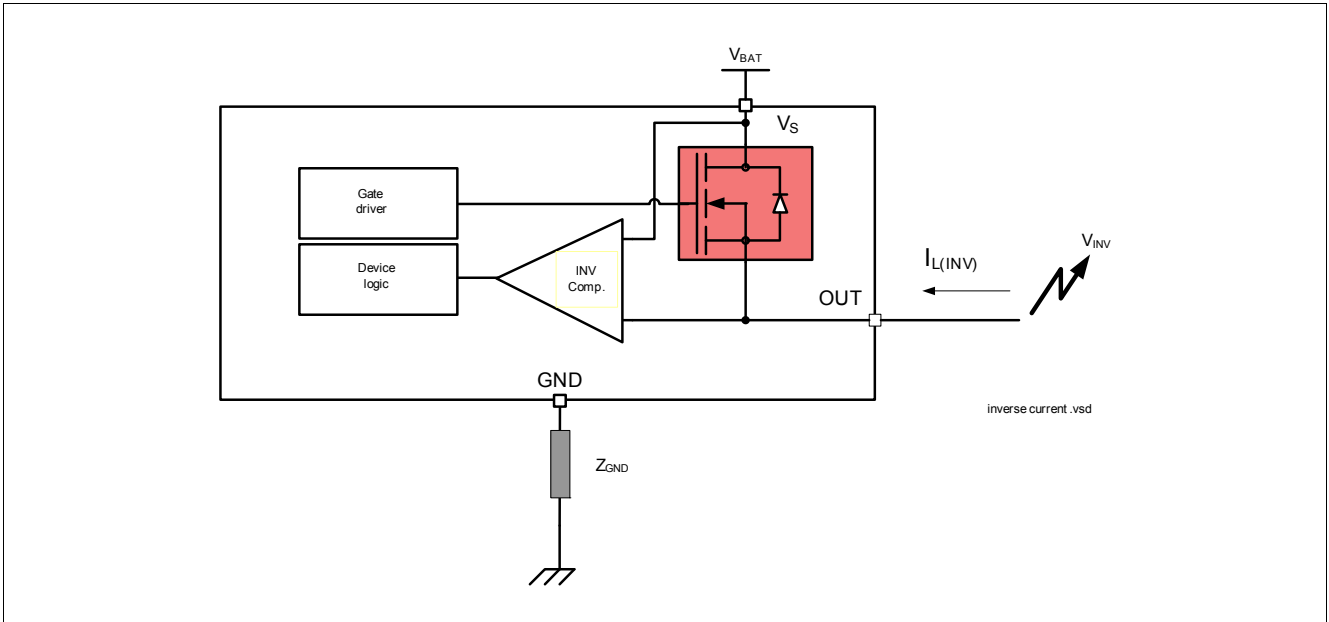 VBAT
VS
Gate
driver
Device
logic
INV
Comp.
IL(INV)
VINV
OUT
GND
inverse current .vsd
ZGND